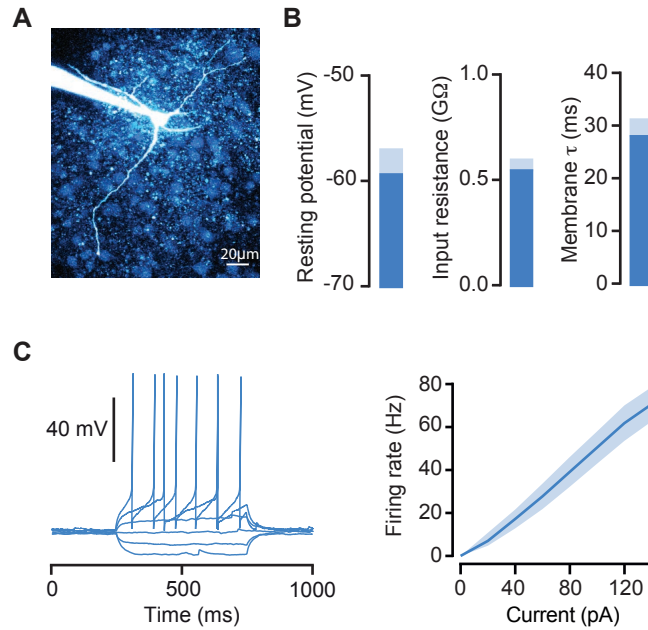 A
20μm
B
Resting potential (mV)
-50
-60
-70
Input resistance (GΩ)
1.0
0.5
0.0
Membrane τ (ms)
40
30
20
10
0
C
40 mV
0
500
1000
Time (ms)
Firing rate (Hz)
80
60
40
20
0
0
40
80
120
Current (pA)